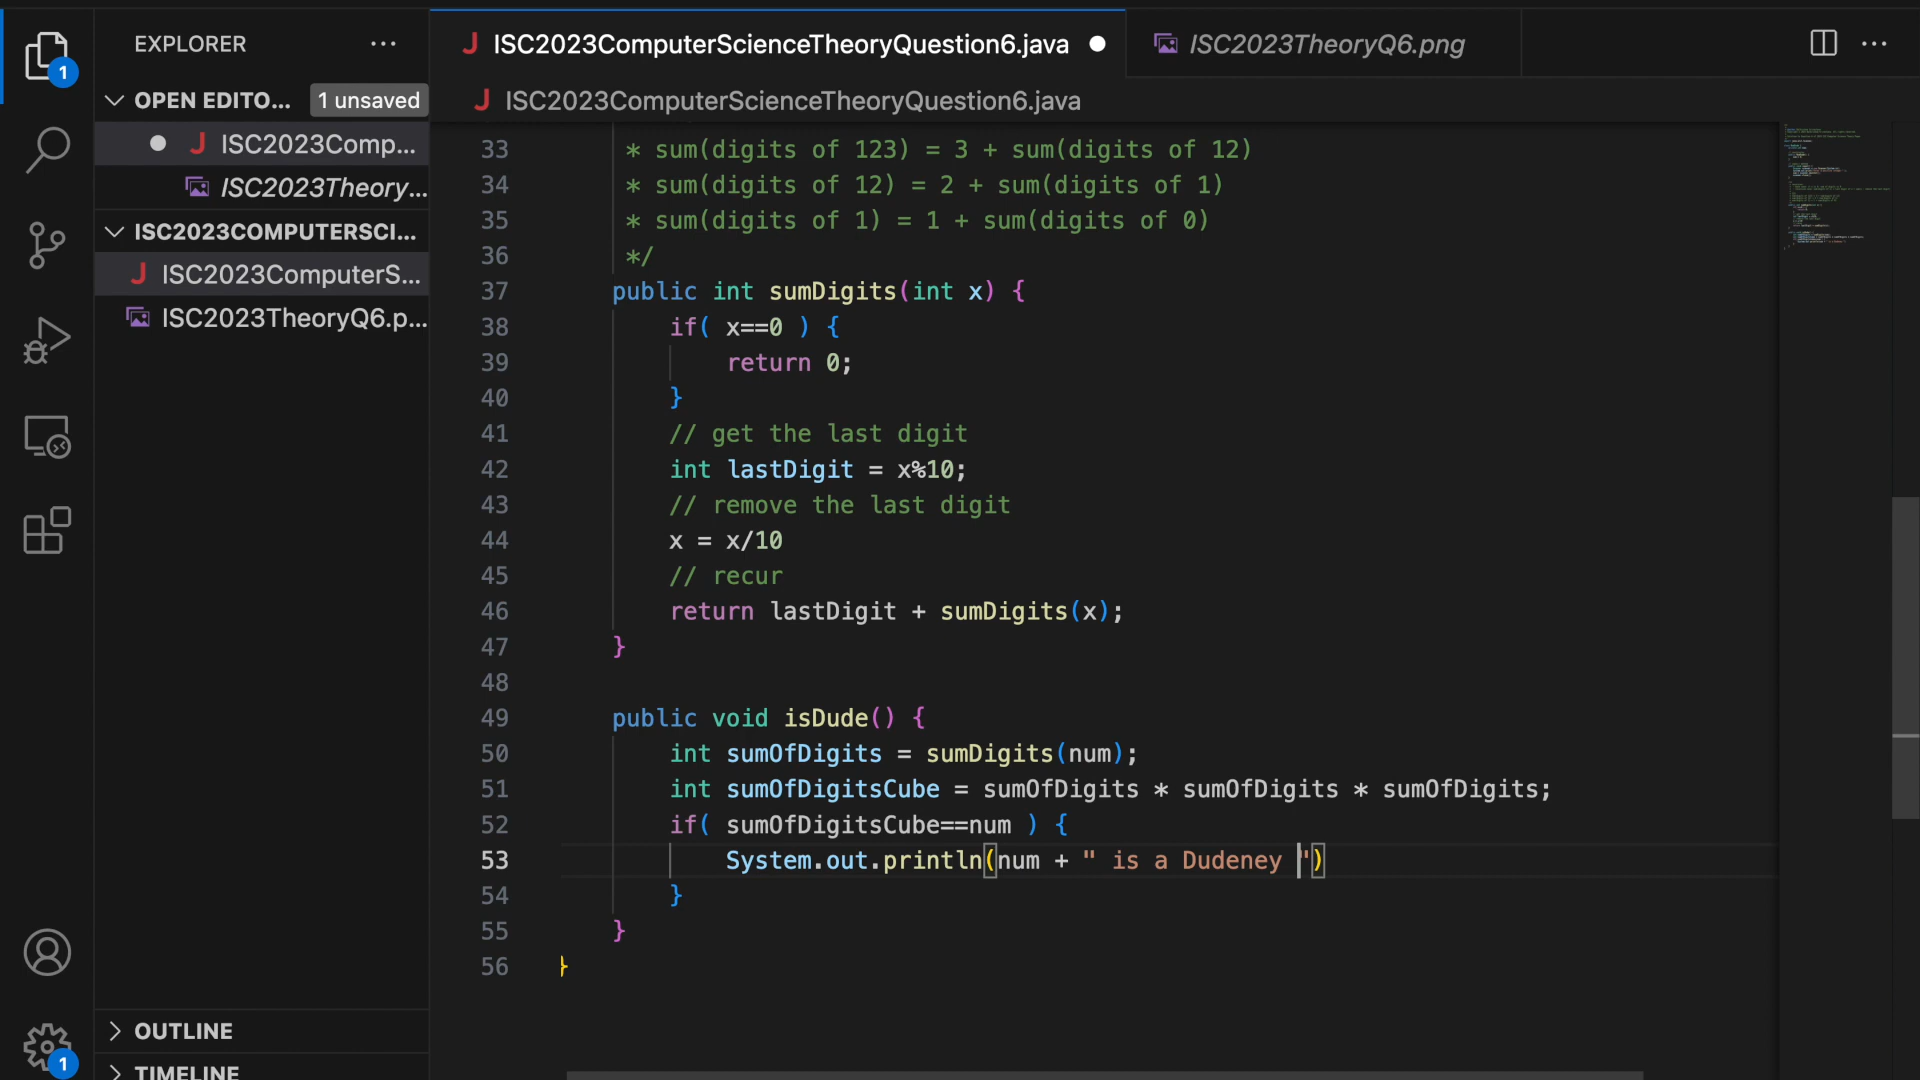 EXPLORER
ISC2023ComputerScienceTheoryQuestion6.java
ISC2023TheoryQ6.png
OPEN EDITO... 1 unsaved
ISC2023ComputerScienceTheoryQuestion6.java
ISC2023Comp...
ISC2023Theory...
ISC2023COMPUTERSCI...
ISC2023ComputerS...
ISC2023TheoryQ6.p...
33 * sum(digits of 123) = 3 + sum(digits of 12)
34 * sum(digits of 12) = 2 + sum(digits of 1)
35 * sum(digits of 1) = 1 + sum(digits of 0)
36 */
37 public int sumDigits(int x) {
38 if( x==0 ) {
39 return 0;
40 }
41 // get the last digit
42 int lastDigit = x%10;
43 // remove the last digit
44 x = x/10
45 // recur
46 return lastDigit + sumDigits(x);
47 }
48
49 public void isDude() {
50 int sumOfDigits = sumDigits(num);
51 int sumOfDigitsCube = sumOfDigits * sumOfDigits * sumOfDigits;
52 if( sumOfDigitsCube==num ) {
53 System.out.println(num + " is a Dudeney ")
54 }
55 }
56 }
OUTLINE
TIMELINE
1
1